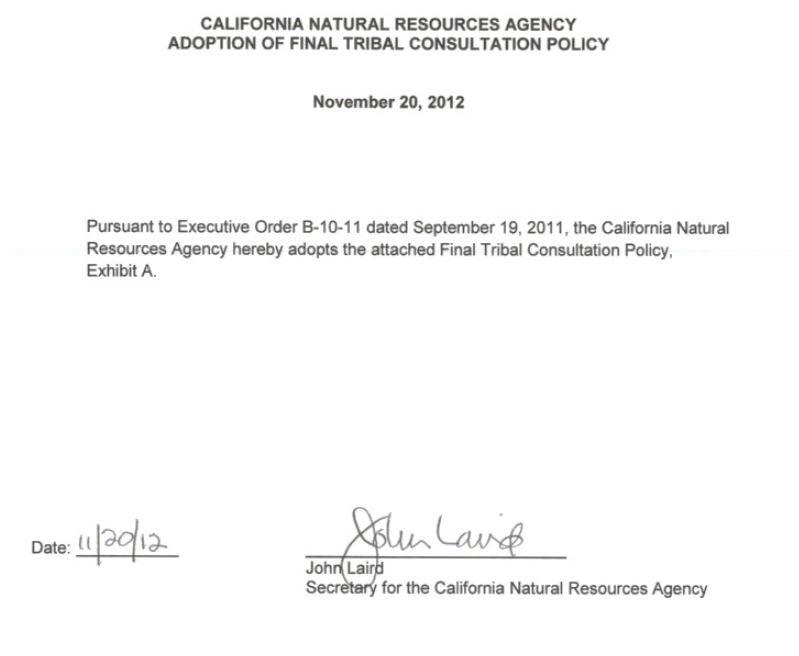 CALIFORNIA NATURAL RESOURCES AGENCY
ADOPTION OF FINAL TRIBAL CONSULTATION POLICY
November 20, 2012
Pursuant to Executive Order B-10-11 dated September 19, 2011, the California Natural
Resources Agency hereby adopts the attached Final Tribal Consultation Policy,
Exhibit A.
Date: 11/20/12
John Laird
John Laird
Secretary for the California Natural Resources Agency